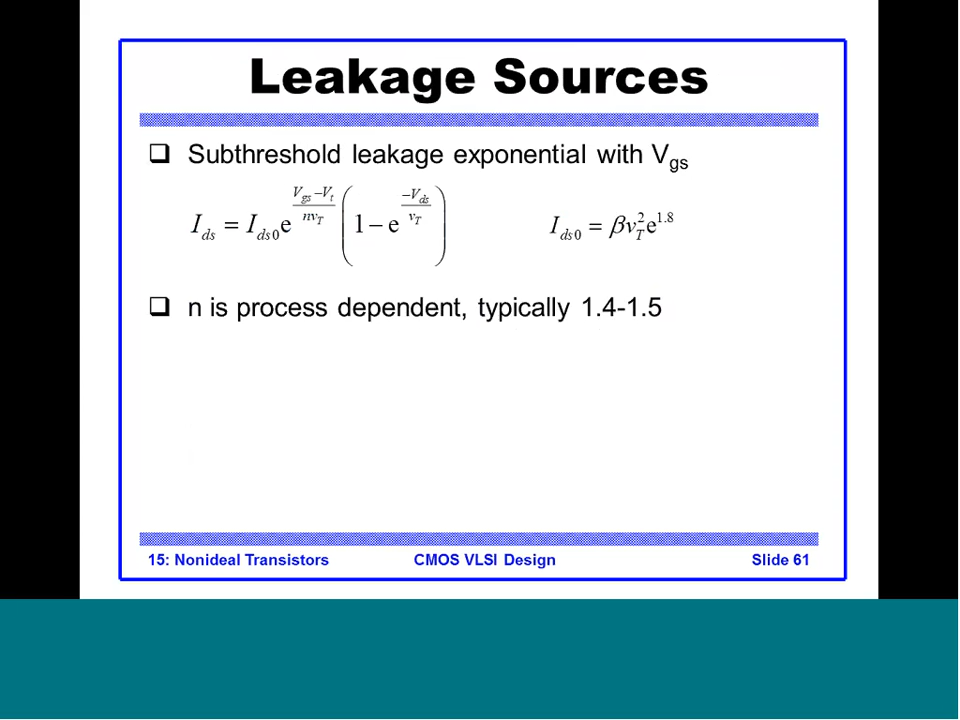 Leakage Sources
❑ Subthreshold leakage exponential with V_gs
I_ds = I_ds0 e^((V_gs − V_t)/(nv_T)) (1 − e^(−V_ds/v_T))    I_ds0 = βv_T^2 e^1.8
❑ n is process dependent, typically 1.4-1.5
15: Nonideal Transistors    CMOS VLSI Design    Slide 61